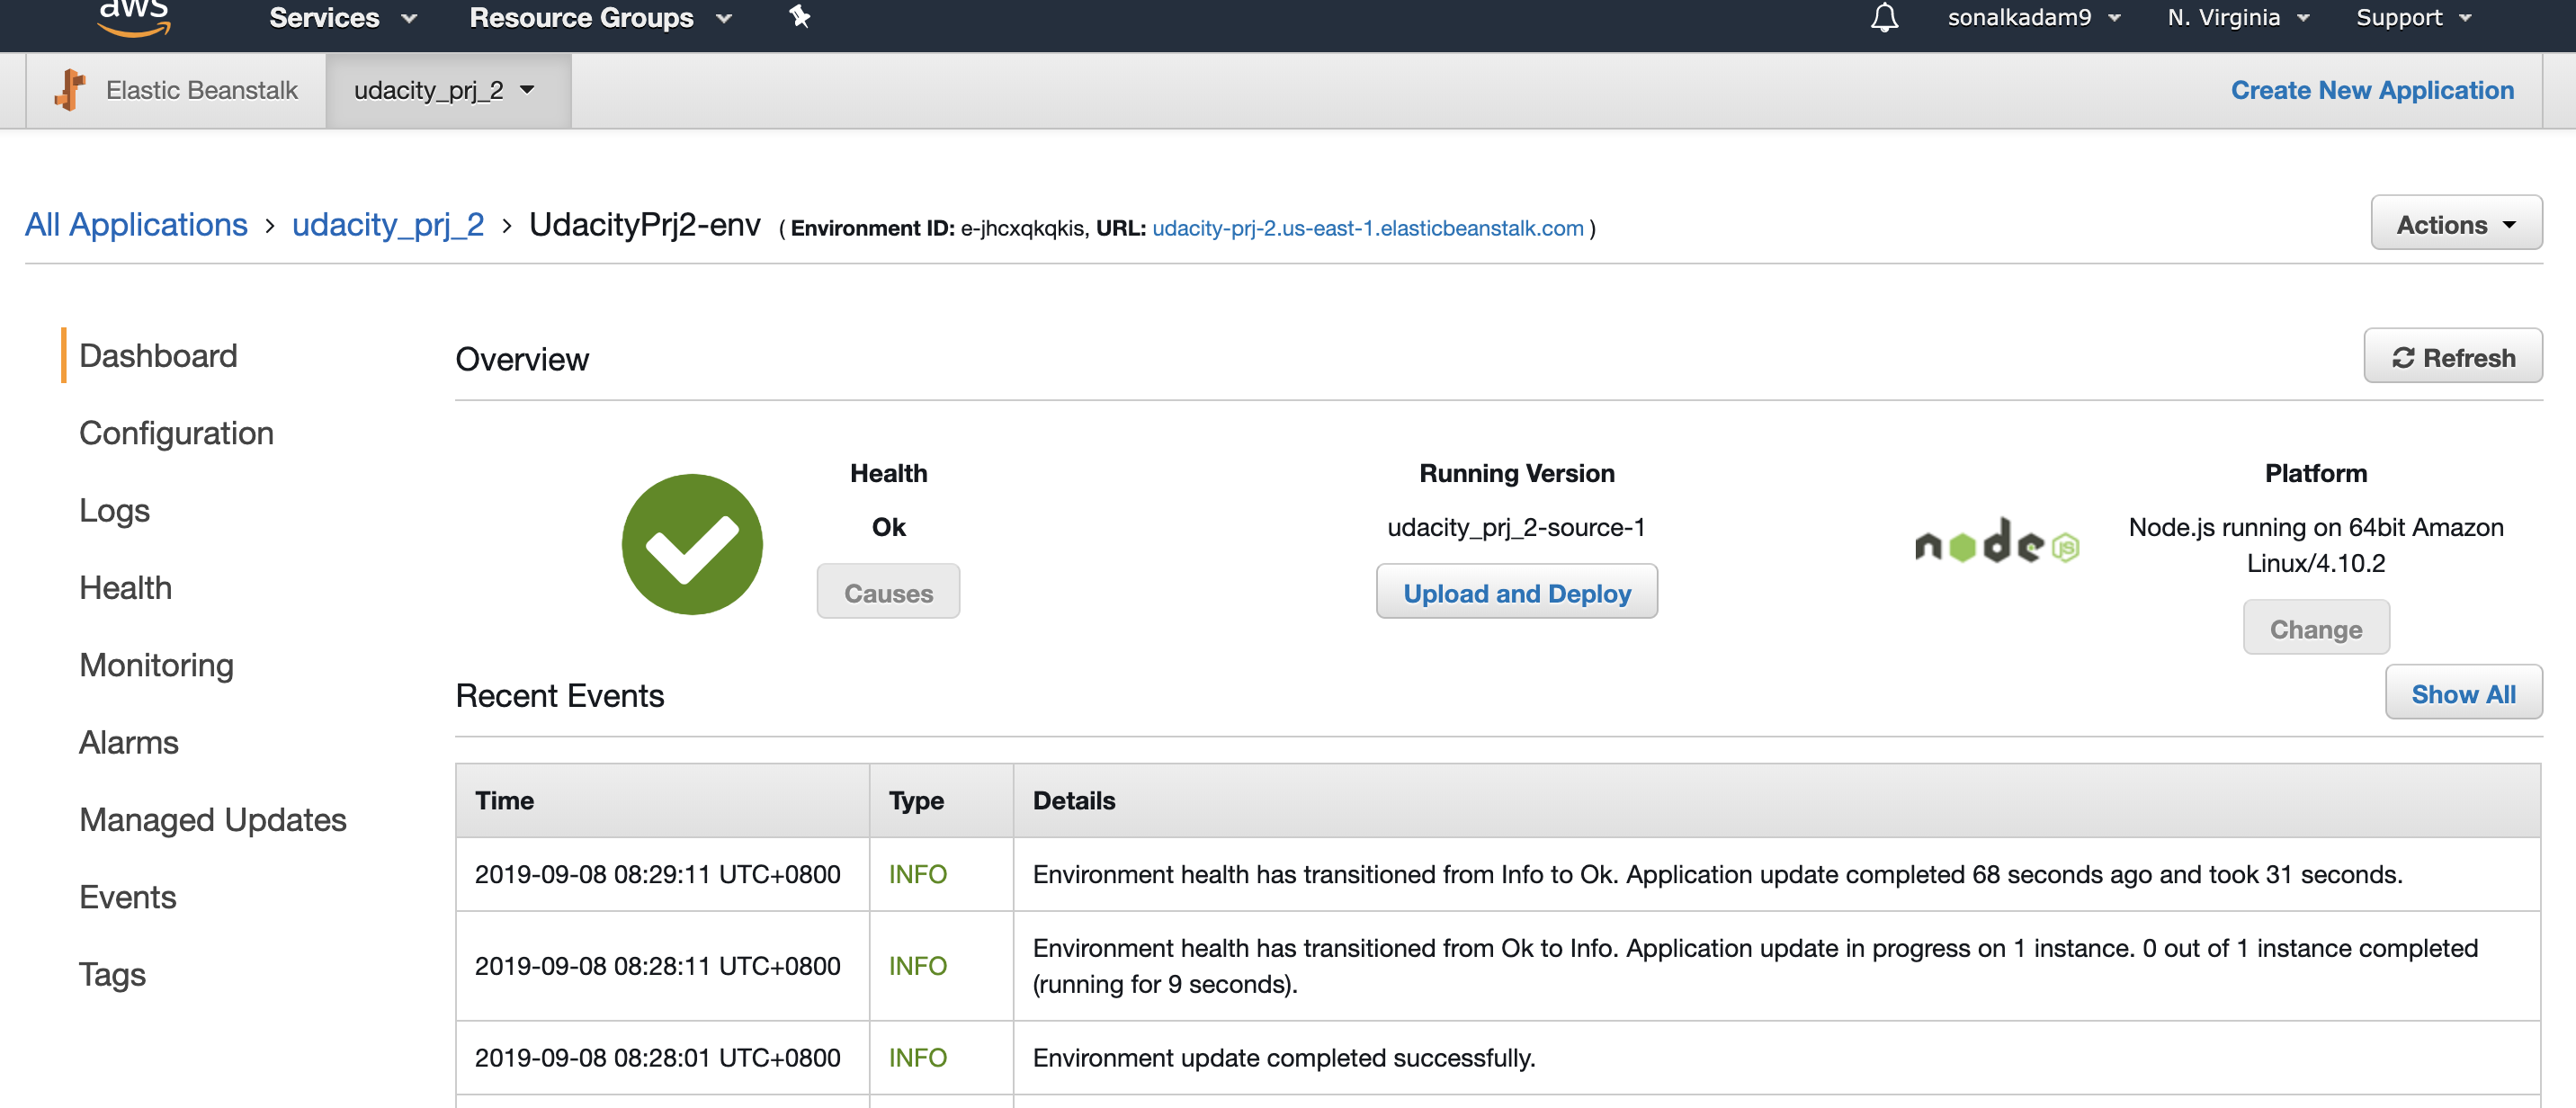 aws Services Resource Groups sonalkadam9 N. Virginia Support
Elastic Beanstalk udacity_prj_2 Create New Application
All Applications > udacity_prj_2 > UdacityPrj2-env ( Environment ID: e-jhcxqkqkis, URL: udacity-prj-2.us-east-1.elasticbeanstalk.com ) Actions
Dashboard
Configuration
Logs
Health
Monitoring
Alarms
Managed Updates
Events
Tags
Overview Refresh
Health
Ok
Causes
Running Version
udacity_prj_2-source-1
Upload and Deploy
node JS
Platform
Node.js running on 64bit Amazon
Linux/4.10.2
Change
Recent Events Show All
Time Type Details
2019-09-08 08:29:11 UTC+0800 INFO Environment health has transitioned from Info to Ok. Application update completed 68 seconds ago and took 31 seconds.
2019-09-08 08:28:11 UTC+0800 INFO Environment health has transitioned from Ok to Info. Application update in progress on 1 instance. 0 out of 1 instance completed
(running for 9 seconds).
2019-09-08 08:28:01 UTC+0800 INFO Environment update completed successfully.